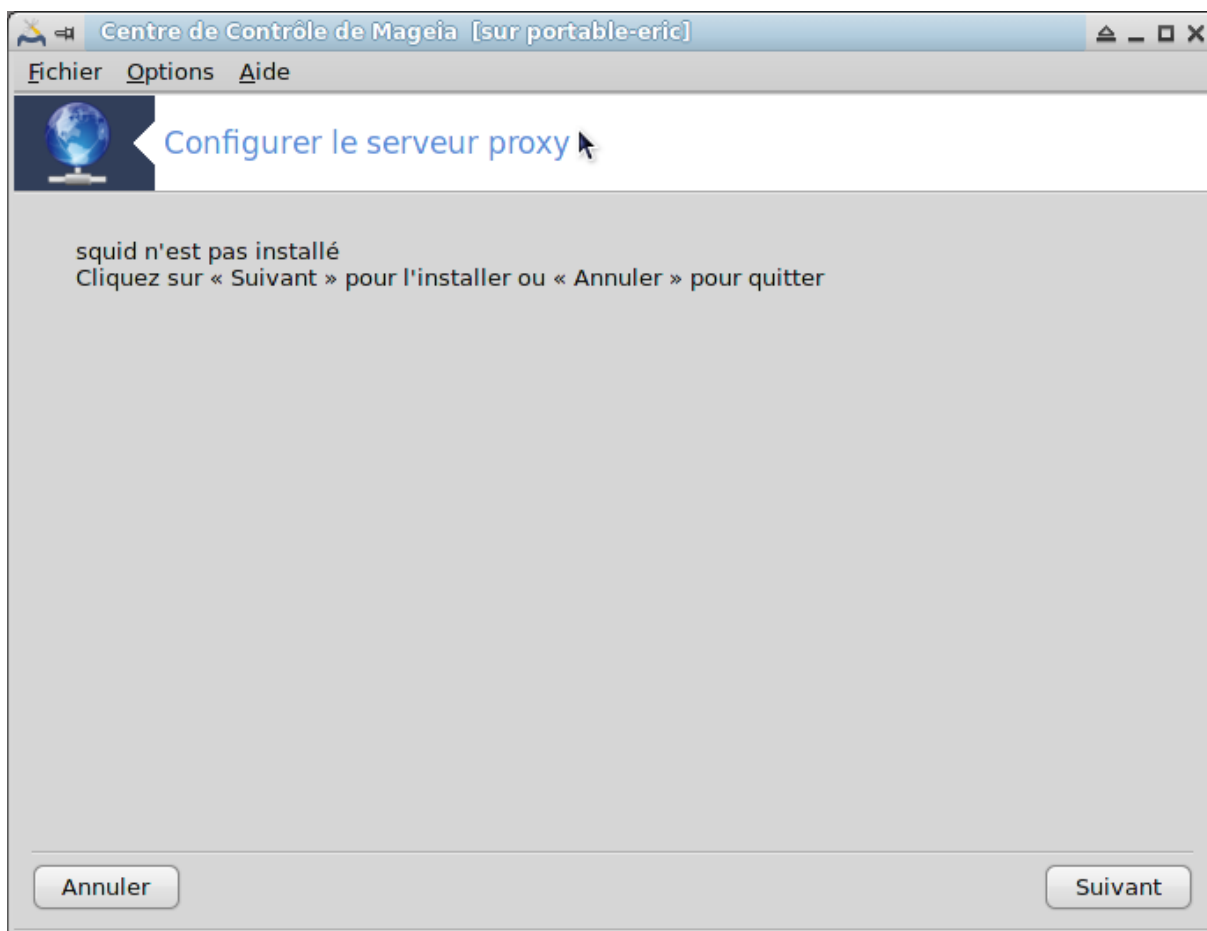 Centre de Contrôle de Mageia [sur portable-eric]
Fichier Options Aide
Configurer le serveur proxy
squid n'est pas installé
Cliquez sur « Suivant » pour l'installer ou « Annuler » pour quitter
Annuler Suivant